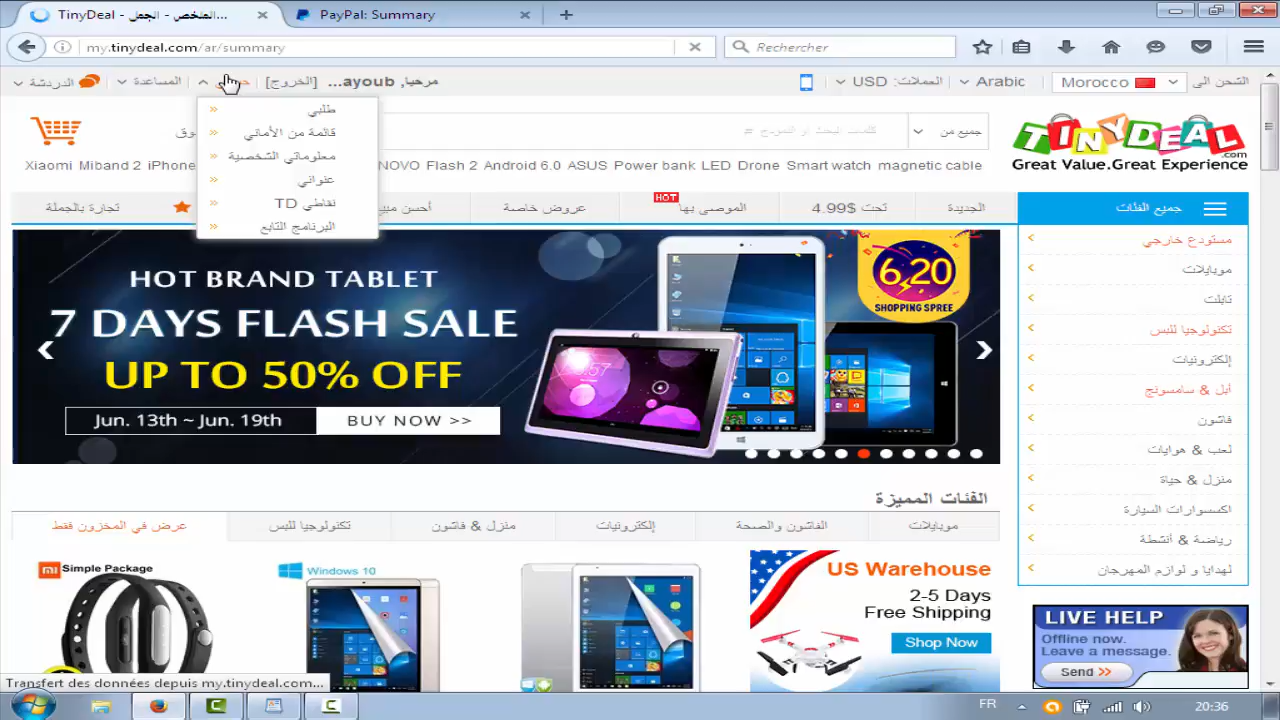 TinyDeal الملخص - الجمل...
PayPal: Summary
my.tinydeal.com/ar/summary
Rechercher
الشحن الى Morocco Arabic العملات: USD
مرحبا, ayoub... [الخروج] المساعدة الدردشة
طلبي
قائمة من الأماني
معلوماتي الشخصية
عنواني
نقاطي TD
البرنامج التابع
جميع من
كلمات البحث أو النموذج
TINYDEAL.com
Great Value.Great Experience
Xiaomi Miband 2 iPhone
NOVO Flash 2 Android 6.0 ASUS Power bank LED Drone Smart watch magnetic cable
جميع الفئات
الجديدة
تحت $4.99
الموصى بها
HOT
عروض خاصة
تجارة بالجملة
مستودع خارجي
موبايلات
تابلت
تكنولوجيا للبس
إلكترونيات
أبل & سامسونج
فاشون
لعب & هوايات
منزل & حياة
اكسسوارات السيارة
رياضة & أنشطة
لهدايا و لوازم المهرجان
HOT BRAND TABLET
7 DAYS FLASH SALE
UP TO 50% OFF
Jun. 13th ~ Jun. 19th
BUY NOW >>
6.20
SHOPPING SPREE
الفئات المميزة
موبايلات
الفاشون والصحة
إلكترونيات
منزل & فاشون
تكنولوجيا للبس
عرض في المخزون فقط
Simple Package
Windows 10
US Warehouse
2-5 Days
Free Shipping
Shop Now
LIVE HELP
Offline now.
Leave a message.
Send >>
Transfert des données depuis my.tinydeal.com...
FR
20:36